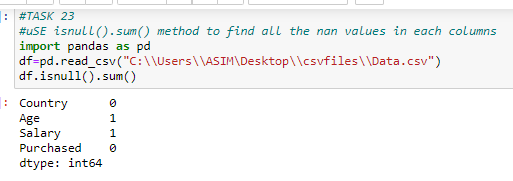 : #TASK 23
#uSE isnull().sum() method to find all the nan values in each columns
import pandas as pd
df=pd.read_csv("C:\\Users\\ASIM\Desktop\\csvfiles\\Data.csv")
df.isnull().sum()
: Country 0
Age 1
Salary 1
Purchased 0
dtype: int64